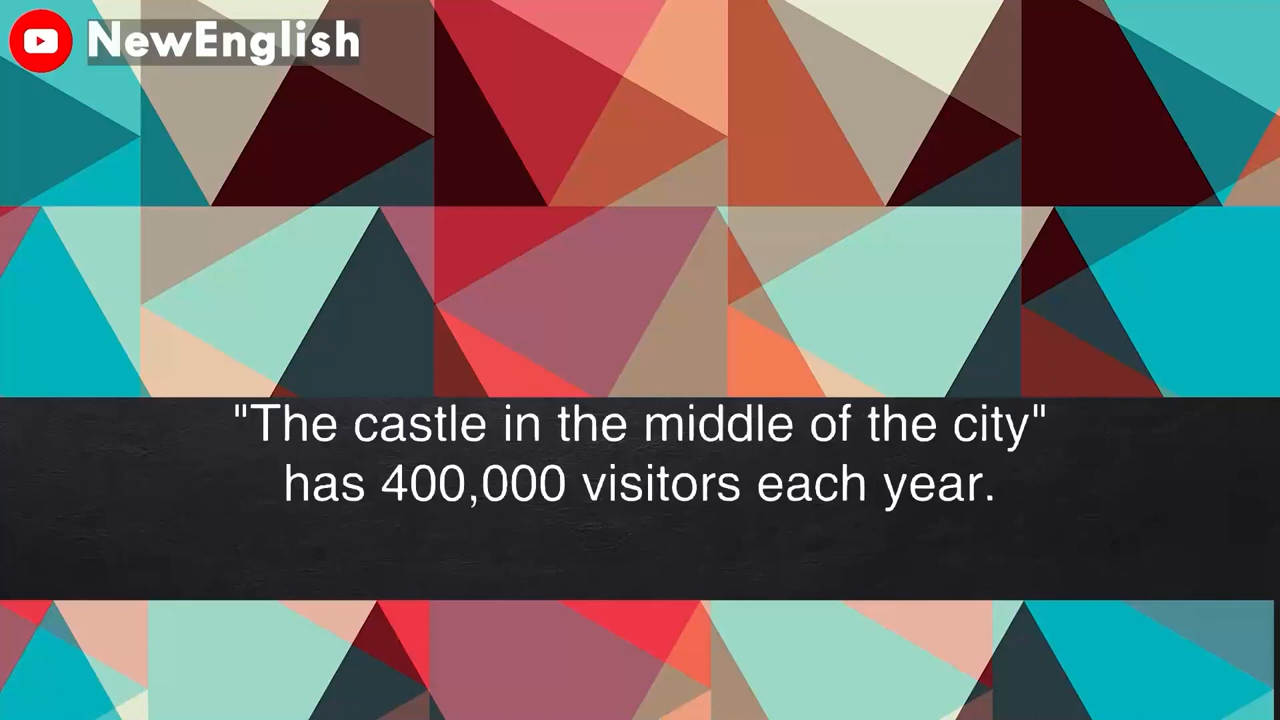 NewEnglish
"The castle in the middle of the city"
has 400,000 visitors each year.